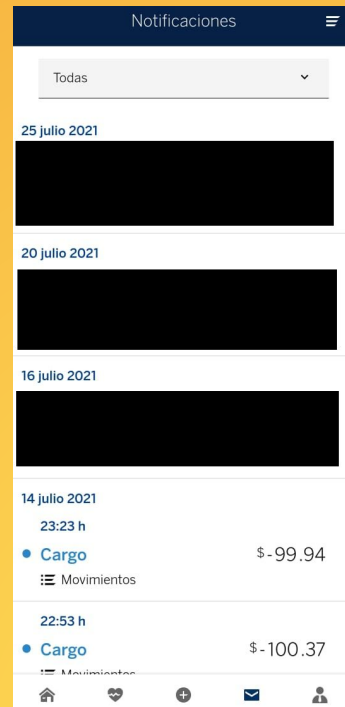 Notificaciones
Todas
25 julio 2021
20 julio 2021
16 julio 2021
14 julio 2021
23:23 h
Cargo $-99.94
Movimientos
22:53 h
Cargo $-100.37
Movimientos